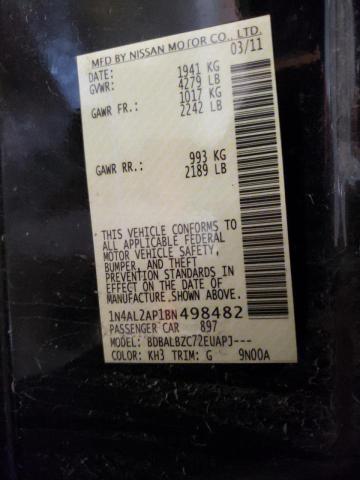 MFD BY NISSAN MOTOR CO., LTD.
DATE: 03/11
GVWR: 1941 KG
4279 LB
GAWR FR.: 1017 KG
2242 LB
GAWR RR.: 993 KG
2189 LB
THIS VEHICLE CONFORMS TO
ALL APPLICABLE FEDERAL
MOTOR VEHICLE SAFETY,
BUMPER, AND THEFT
PREVENTION STANDARDS IN
EFFECT ON THE DATE OF
MANUFACTURE SHOWN ABOVE.
1N4AL2AP1BN498482
PASSENGER CAR 897
MODEL: BDBALBZC72EUAPJ---
COLOR: KH3 TRIM: G 9N00A